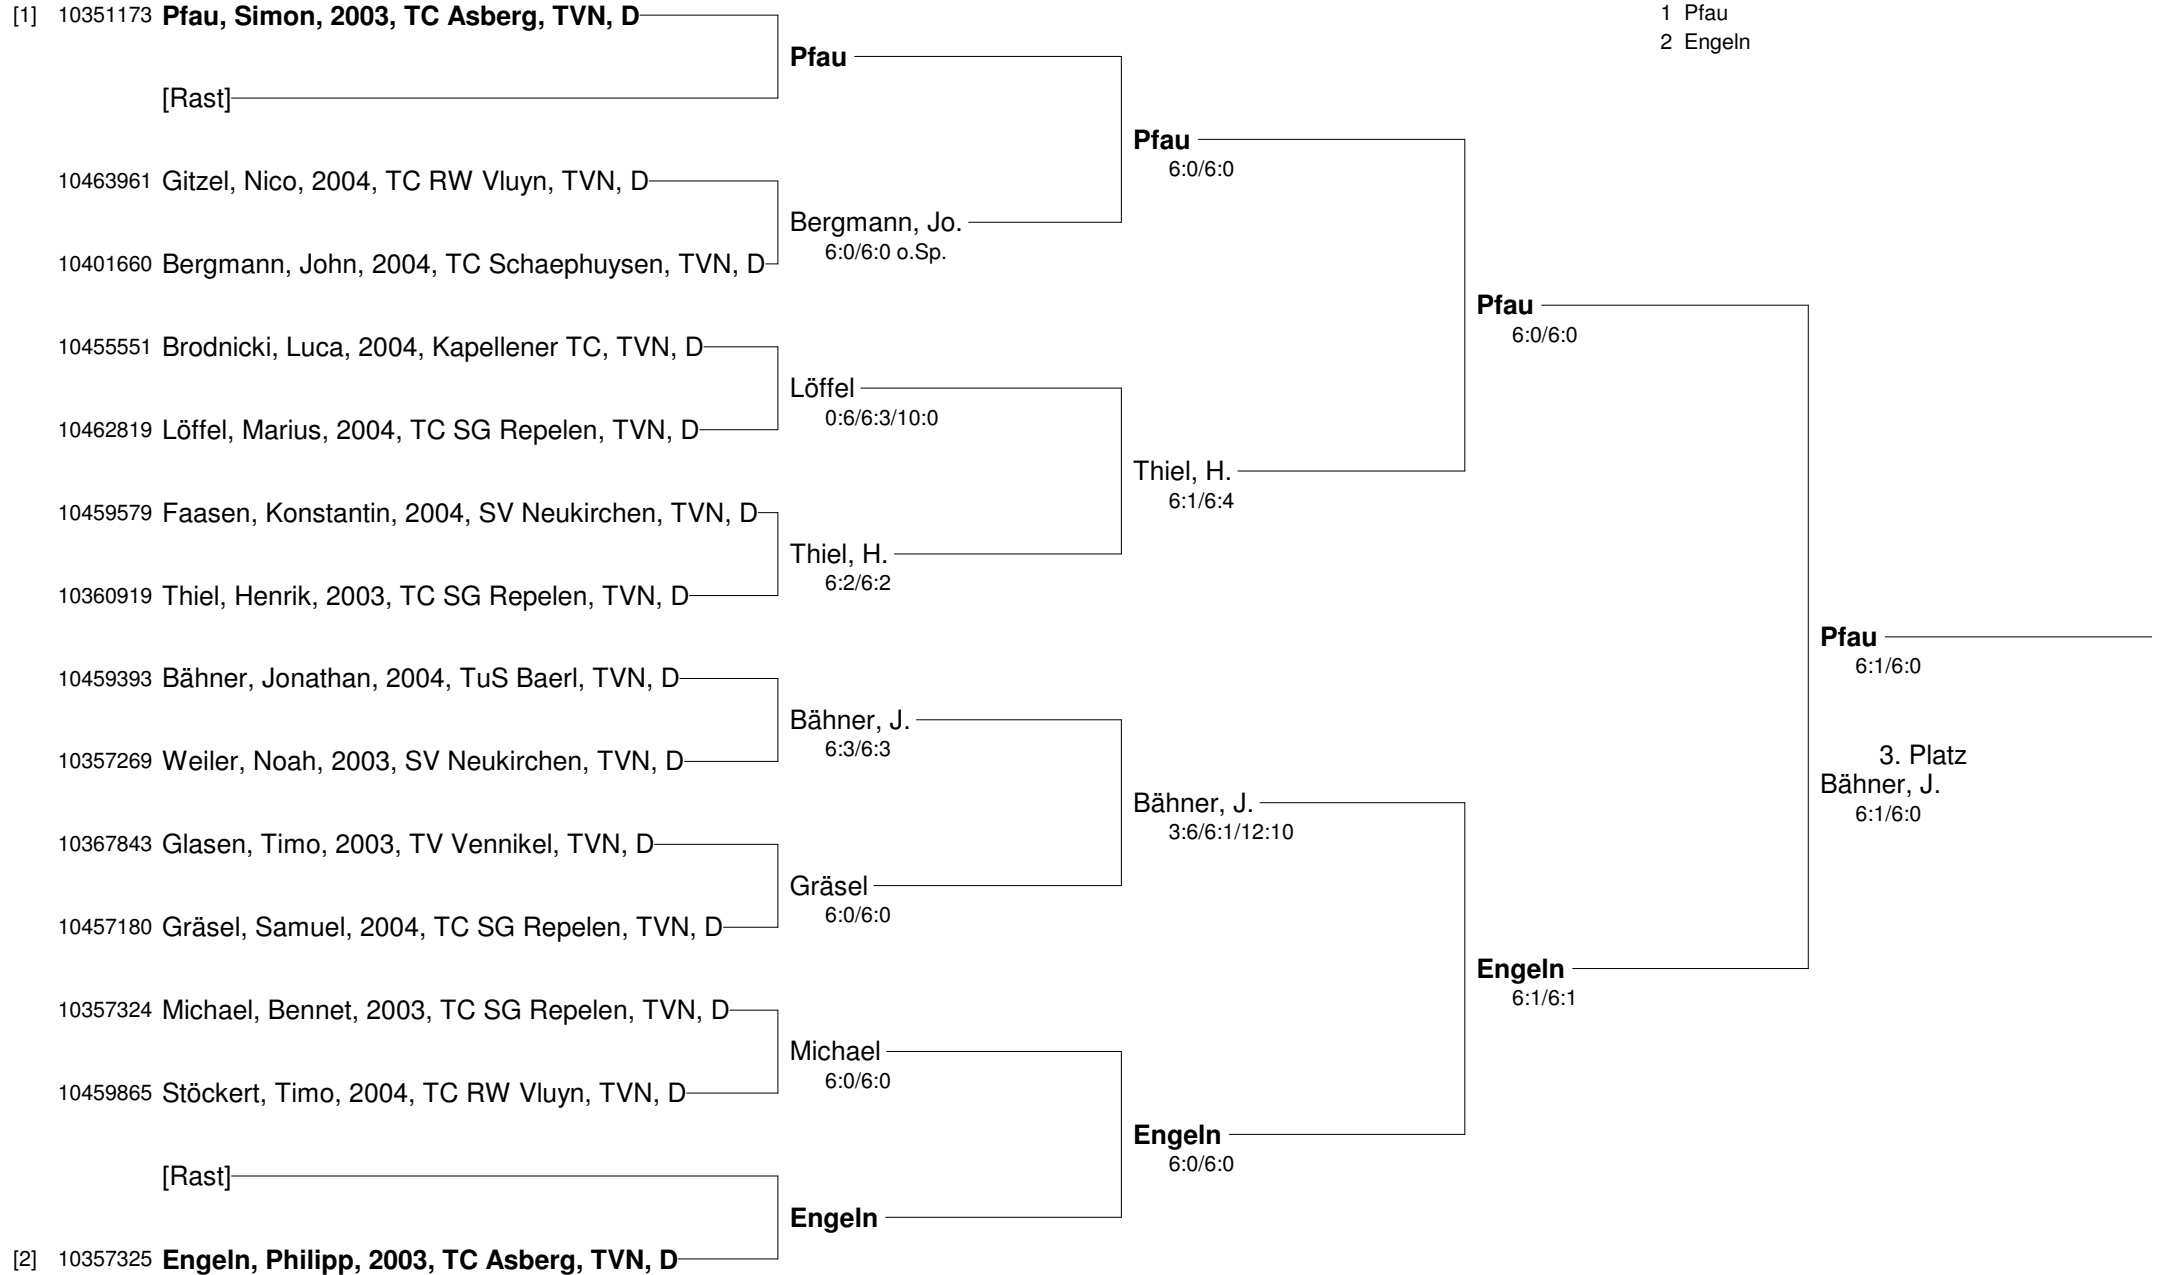 [1] 10351173 Pfau, Simon, 2003, TC Asberg, TVN, D
[Rast]
10463961 Gitzel, Nico, 2004, TC RW Vluyn, TVN, D
10401660 Bergmann, John, 2004, TC Schaephuysen, TVN, D
10455551 Brodnicki, Luca, 2004, Kapellener TC, TVN, D
10462819 Löffel, Marius, 2004, TC SG Repelen, TVN, D
10459579 Faasen, Konstantin, 2004, SV Neukirchen, TVN, D
10360919 Thiel, Henrik, 2003, TC SG Repelen, TVN, D
10459393 Bähner, Jonathan, 2004, TuS Baerl, TVN, D
10357269 Weiler, Noah, 2003, SV Neukirchen, TVN, D
10367843 Glasen, Timo, 2003, TV Vennikel, TVN, D
10457180 Gräsel, Samuel, 2004, TC SG Repelen, TVN, D
10357324 Michael, Bennet, 2003, TC SG Repelen, TVN, D
10459865 Stöckert, Timo, 2004, TC RW Vluyn, TVN, D
[Rast]
[2] 10357325 Engeln, Philipp, 2003, TC Asberg, TVN, D
Pfau
Bergmann, Jo.
6:0/6:0 o.Sp.
Löffel
0:6/6:3/10:0
Thiel, H.
6:2/6:2
Bähner, J.
6:3/6:3
Gräsel
6:0/6:0
Michael
6:0/6:0
Engeln
Pfau
6:0/6:0
Thiel, H.
6:1/6:4
Bähner, J.
3:6/6:1/12:10
Engeln
6:0/6:0
Pfau
6:0/6:0
Engeln
6:1/6:1
1 Pfau
2 Engeln
Pfau
6:1/6:0
3. Platz
Bähner, J.
6:1/6:0